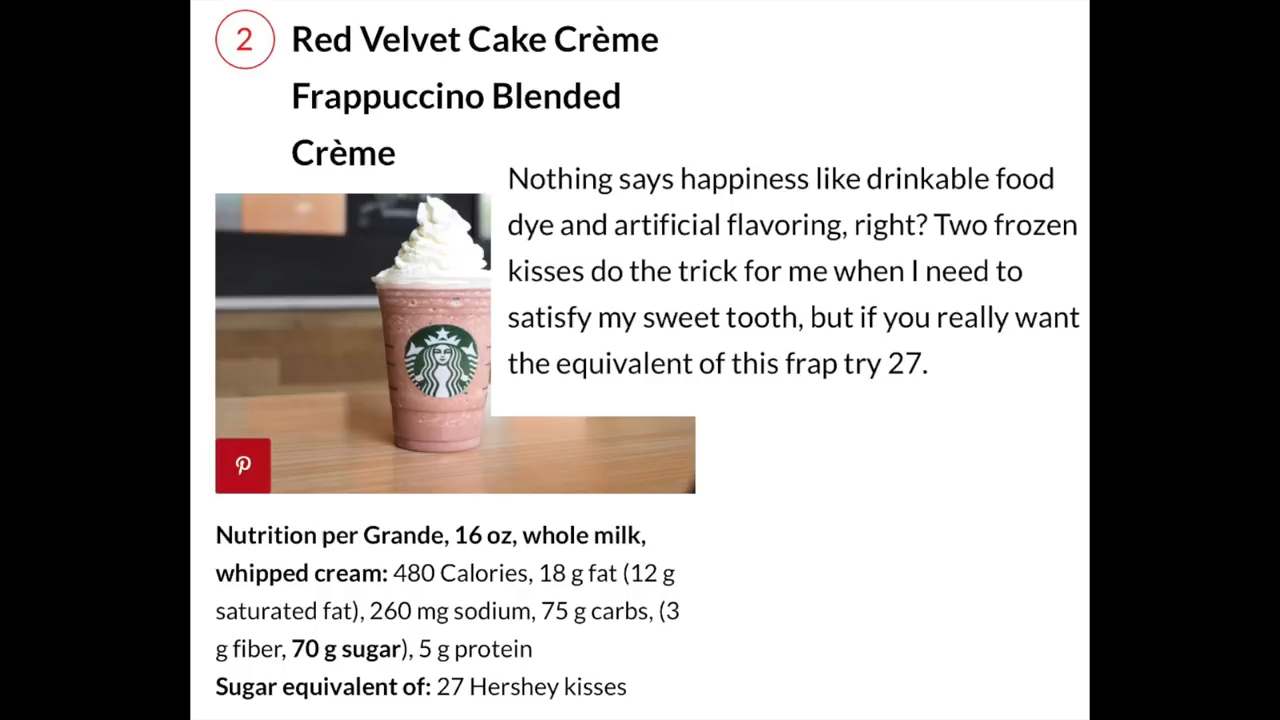 2 Red Velvet Cake Crème
Frappuccino Blended
Crème
Nothing says happiness like drinkable food
dye and artificial flavoring, right? Two frozen
kisses do the trick for me when I need to
satisfy my sweet tooth, but if you really want
the equivalent of this frap try 27.
Nutrition per Grande, 16 oz, whole milk,
whipped cream: 480 Calories, 18 g fat (12 g
saturated fat), 260 mg sodium, 75 g carbs, (3
g fiber, 70 g sugar), 5 g protein
Sugar equivalent of: 27 Hershey kisses